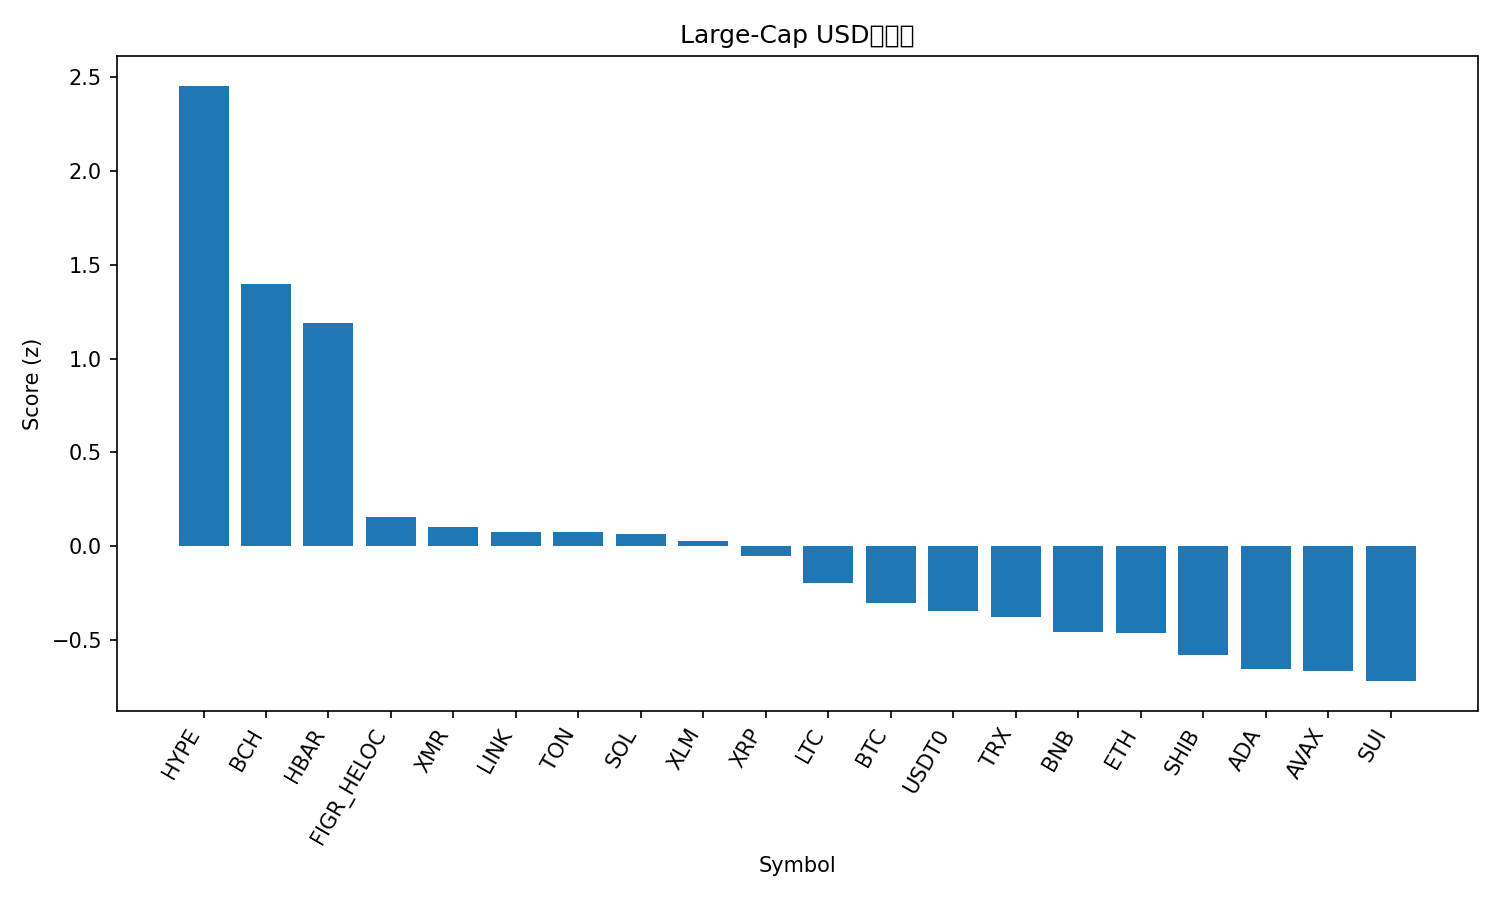 Large-Cap USD
2.5
2.0
1.5
1.0
0.5
0.0
−0.5
Score (z)
HYPE
BCH
HBAR
FIGR_HELOC
XMR
LINK
TON
SOL
XLM
XRP
LTC
BTC
USDT0
TRX
BNB
ETH
SHIB
ADA
AVAX
SUI
Symbol